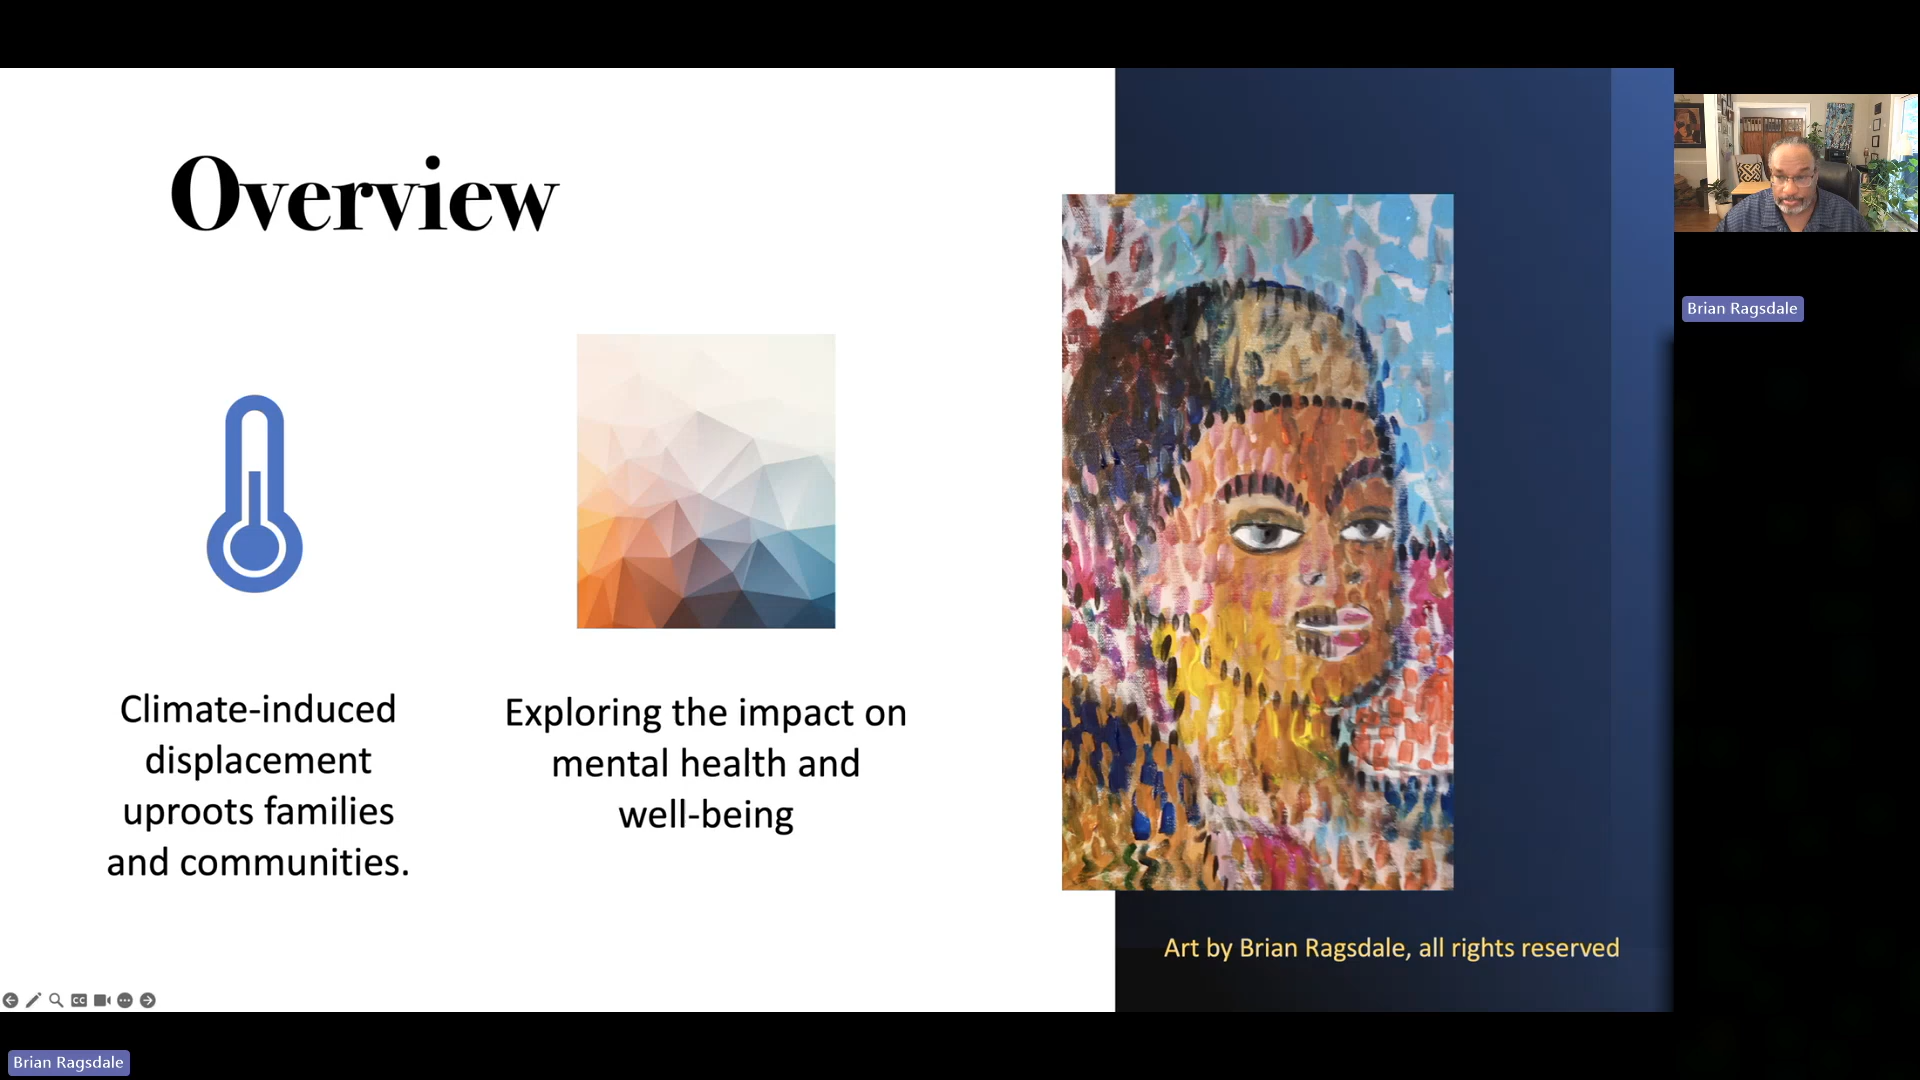 Overview
Climate-induced
displacement
uproots families
and communities.
Exploring the impact on
mental health and
well-being
Art by Brian Ragsdale, all rights reserved
Brian Ragsdale
CC
Brian Ragsdale